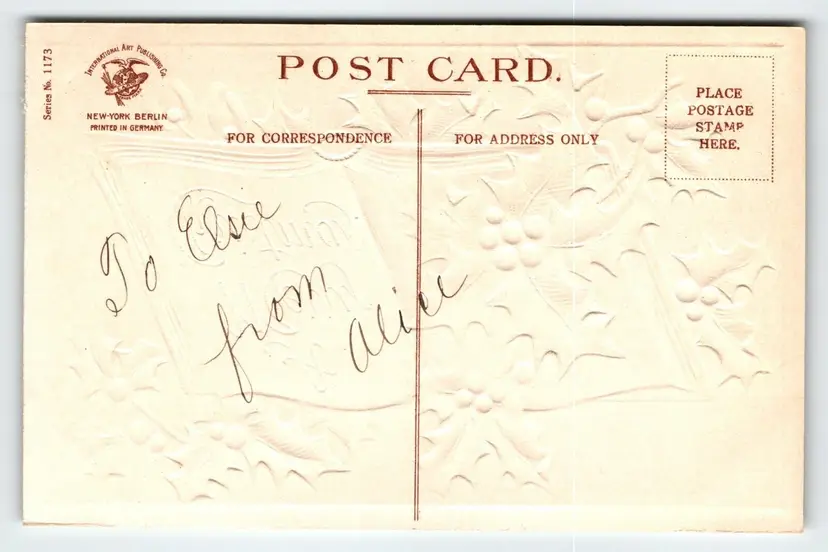 Series No. 1173
INTERNATIONAL ART PUBLISHING CO.
NEW-YORK BERLIN
PRINTED IN GERMANY
POST CARD.
FOR CORRESPONDENCE
FOR ADDRESS ONLY
PLACE
POSTAGE
STAMP
HERE.
To Elsie
from
Alice